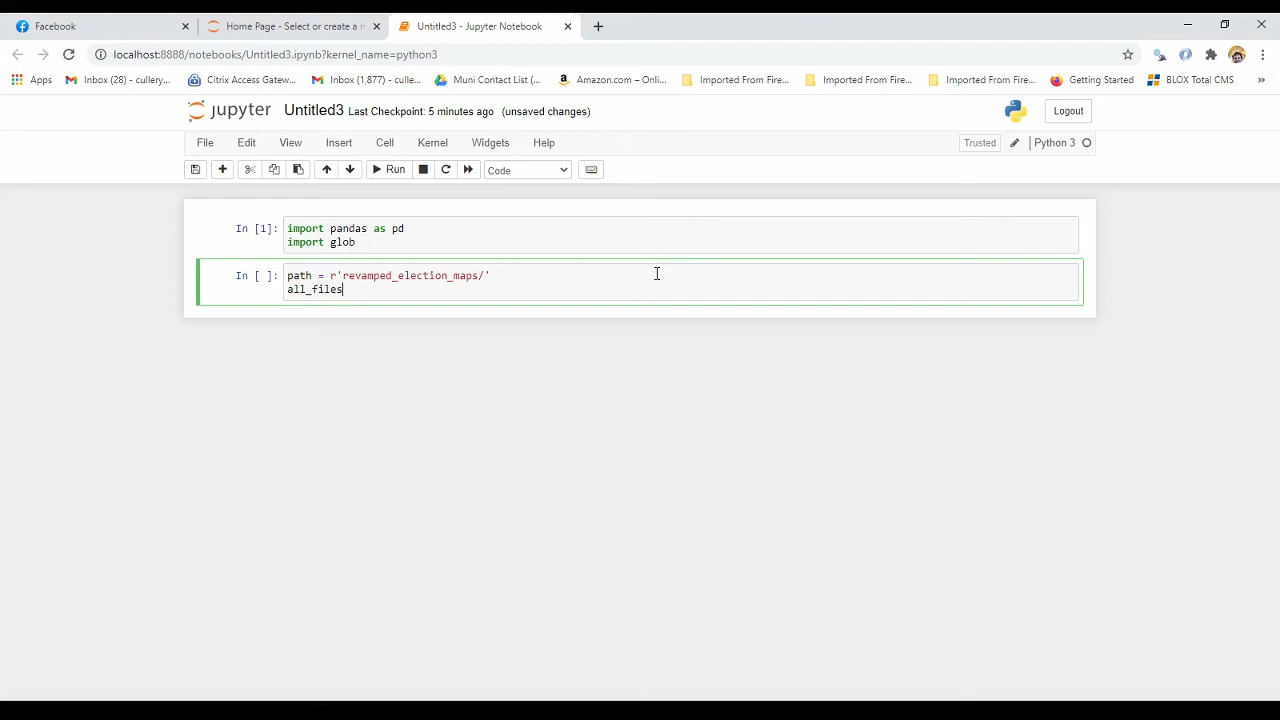 Facebook
Home Page - Select or create a n
Untitled3 - Jupyter Notebook
localhost:8888/notebooks/Untitled3.ipynb?kernel_name=python3
Apps
Inbox (28) - cullery...
Citrix Access Gatew...
Inbox (1,877) - culle...
Muni Contact List (...
Amazon.com – Onli...
Imported From Fire...
Imported From Fire...
Imported From Fire...
Getting Started
BLOX Total CMS
»
jupyter
Untitled3 Last Checkpoint: 5 minutes ago (unsaved changes)
Logout
File Edit View Insert Cell Kernel Widgets Help
Trusted
Python 3
Run
Code
In [1]: import pandas as pd
import glob
In [ ]: path = r'revamped_election_maps/'
all_files